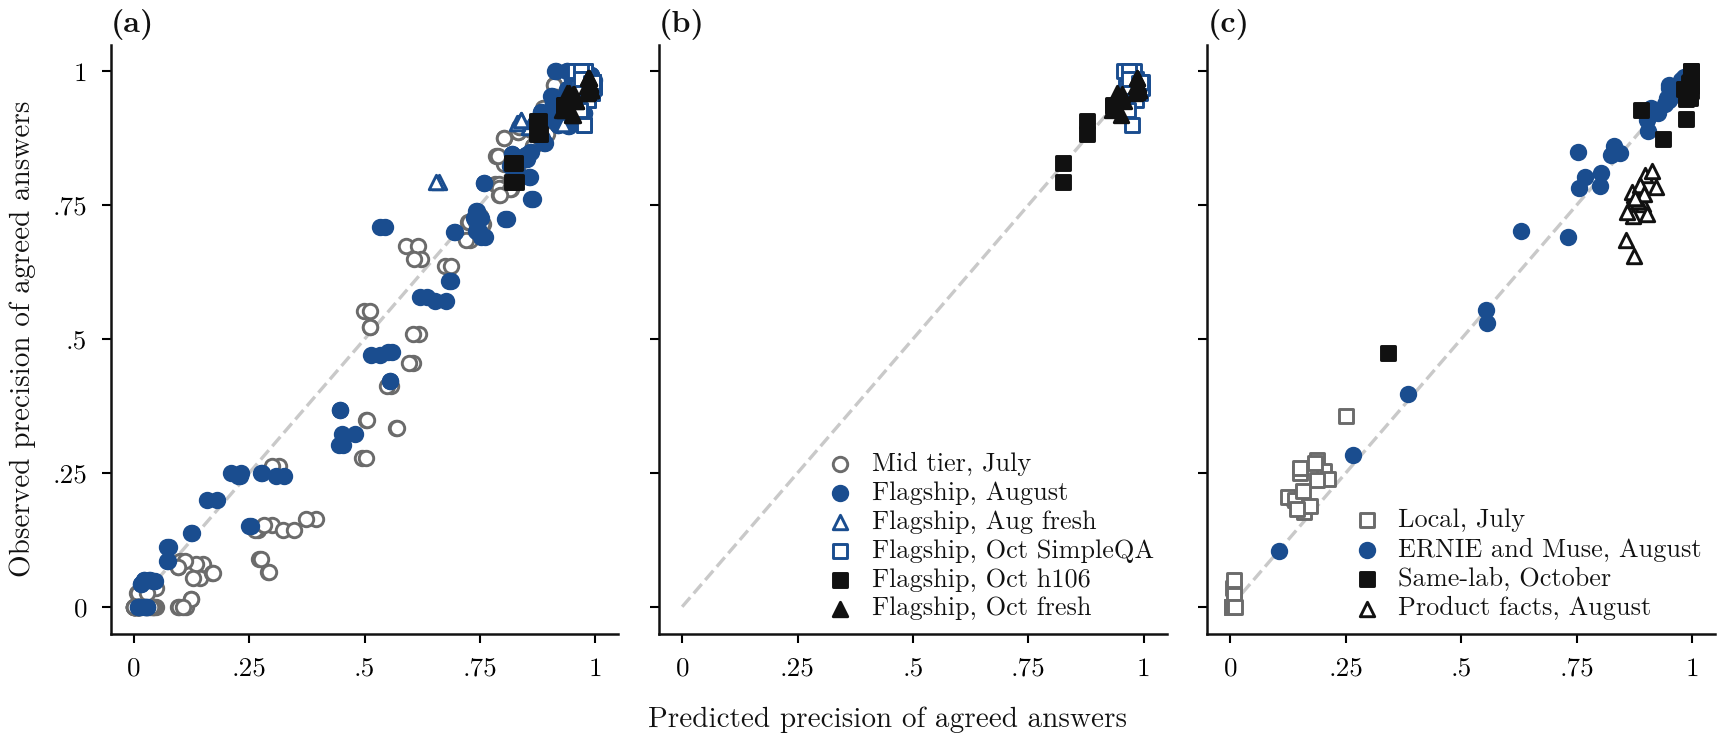 (a)
(b)
(c)
Observed precision of agreed answers
1
.75
.5
.25
0
0 .25 .5 .75 1
Mid tier, July
Flagship, August
Flagship, Aug fresh
Flagship, Oct SimpleQA
Flagship, Oct h106
Flagship, Oct fresh
0 .25 .5 .75 1
Local, July
ERNIE and Muse, August
Same-lab, October
Product facts, August
0 .25 .5 .75 1
Predicted precision of agreed answers